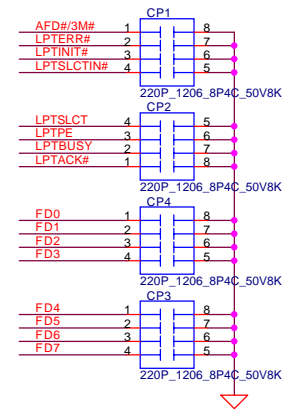 CP1
AFD#/3M# 1 8
LPTERR# 2 7
LPTINIT# 3 6
LPTSLCTIN# 4 5
220P_1206_8P4C_50V8K
CP2
LPTSLCT 4 5
LPTPE 3 6
LPTBUSY 2 7
LPTACK# 1 8
220P_1206_8P4C_50V8K
CP4
FD0 1 8
FD1 2 7
FD2 3 6
FD3 4 5
220P_1206_8P4C_50V8K
CP3
FD4 1 8
FD5 2 7
FD6 3 6
FD7 4 5
220P_1206_8P4C_50V8K